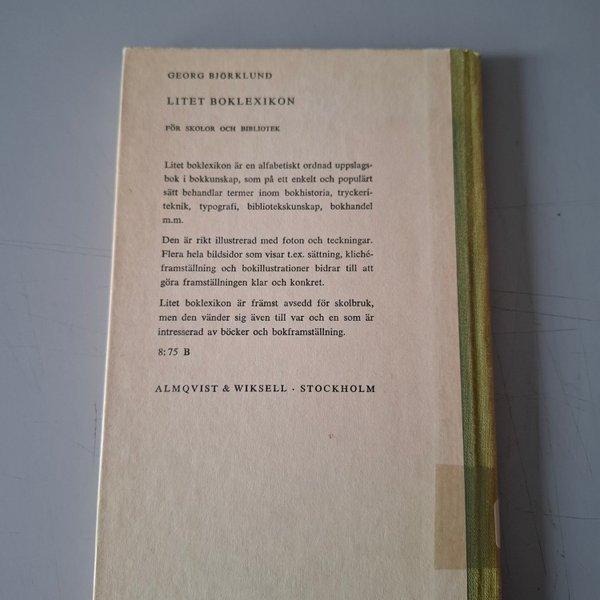 GEORG BJÖRKLUND
LITET BOKLEXIKON
FÖR SKOLOR OCH BIBLIOTEK
Litet boklexikon är en alfabetiskt ordnad uppslags-
bok i bokkunskap, som på ett enkelt och populärt
sätt behandlar termer inom bokhistoria, tryckeri-
teknik, typografi, bibliotekskunskap, bokhandel
m.m.
Den är rikt illustrerad med foton och teckningar.
Flera hela bildsidor som visar t.ex. sättning, kliché-
framställning och bokillustrationer bidrar till att
göra framställningen klar och konkret.
Litet boklexikon är främst avsedd för skolbruk,
men den vänder sig även till var och en som är
intresserad av böcker och bokframställning.
8:75 B
ALMQVIST & WIKSELL · STOCKHOLM